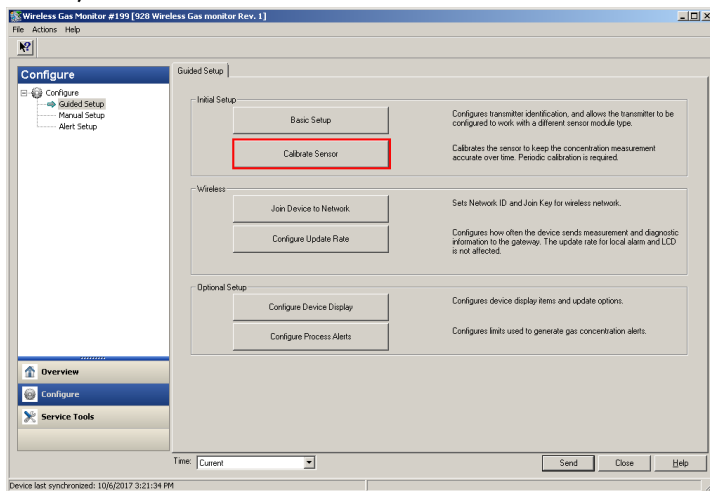 Wireless Gas Monitor #199 [928 Wireless Gas monitor Rev. 1]
File Actions Help
Configure
Configure
Guided Setup
Manual Setup
Alert Setup
Overview
Configure
Service Tools
Guided Setup
Initial Setup
Basic Setup
Configures transmitter identification, and allows the transmitter to be
configured to work with a different sensor module type.
Calibrate Sensor
Calibrates the sensor to keep the concentration measurement
accurate over time. Periodic calibration is required.
Wireless
Join Device to Network
Sets Network ID and Join Key for wireless network.
Configure Update Rate
Configures how often the device sends measurement and diagnostic
information to the gateway. The update rate for local alarm and LCD
is not affected.
Optional Setup
Configure Device Display
Configures device display items and update options.
Configure Process Alerts
Configures limits used to generate gas concentration alerts.
Time: Current
Send Close Help
Device last synchronized: 10/6/2017 3:21:34 PM